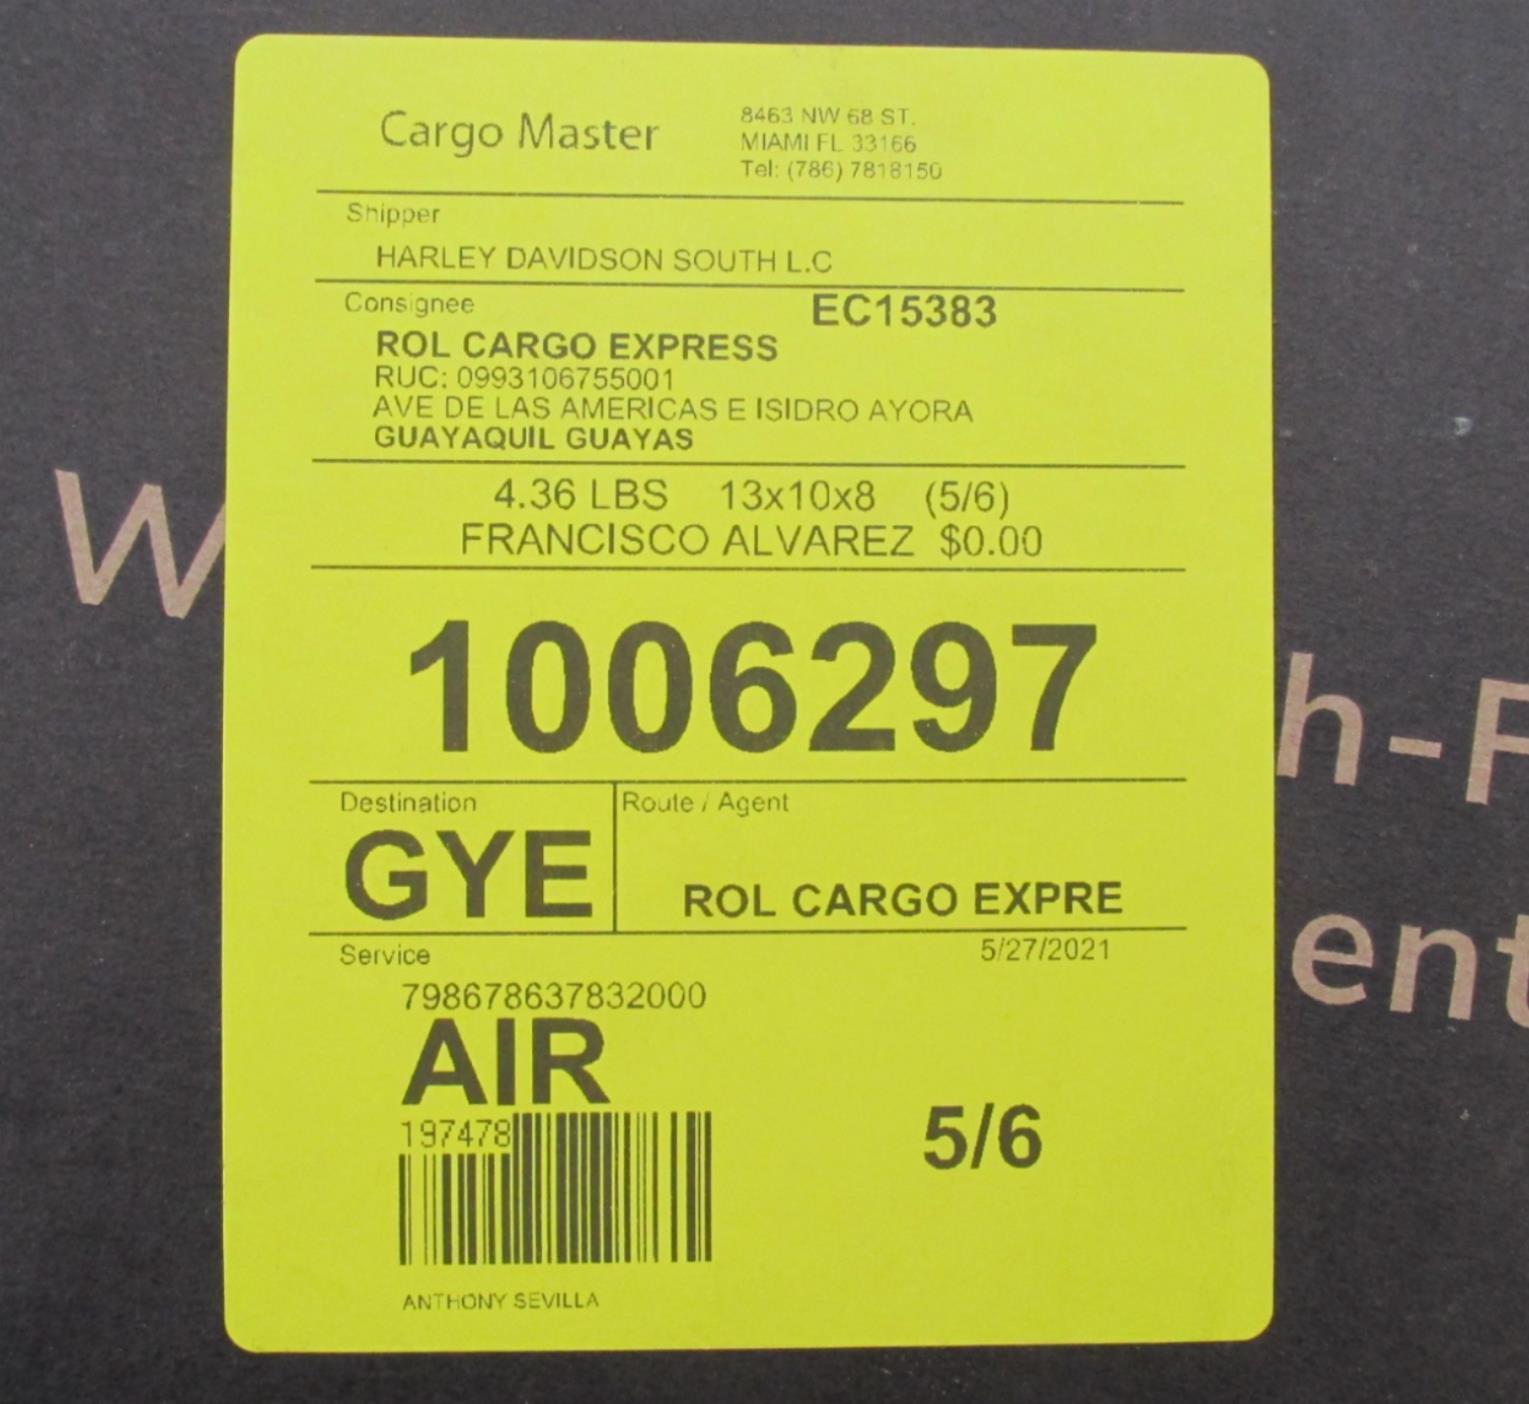 Cargo Master
8463 NW 68 ST.
MIAMI FL 33166
Tel: (786) 7818150
Shipper
HARLEY DAVIDSON SOUTH L.C
Consignee
EC15383
ROL CARGO EXPRESS
RUC: 0993106755001
AVE DE LAS AMERICAS E ISIDRO AYORA
GUAYAQUIL GUAYAS
4.36 LBS 13x10x8 (5/6)
FRANCISCO ALVAREZ $0.00
1006297
Destination
GYE
Route / Agent
ROL CARGO EXPRE
Service
5/27/2021
798678637832000
AIR
197478
5/6
ANTHONY SEVILLA
W
h-F
ent